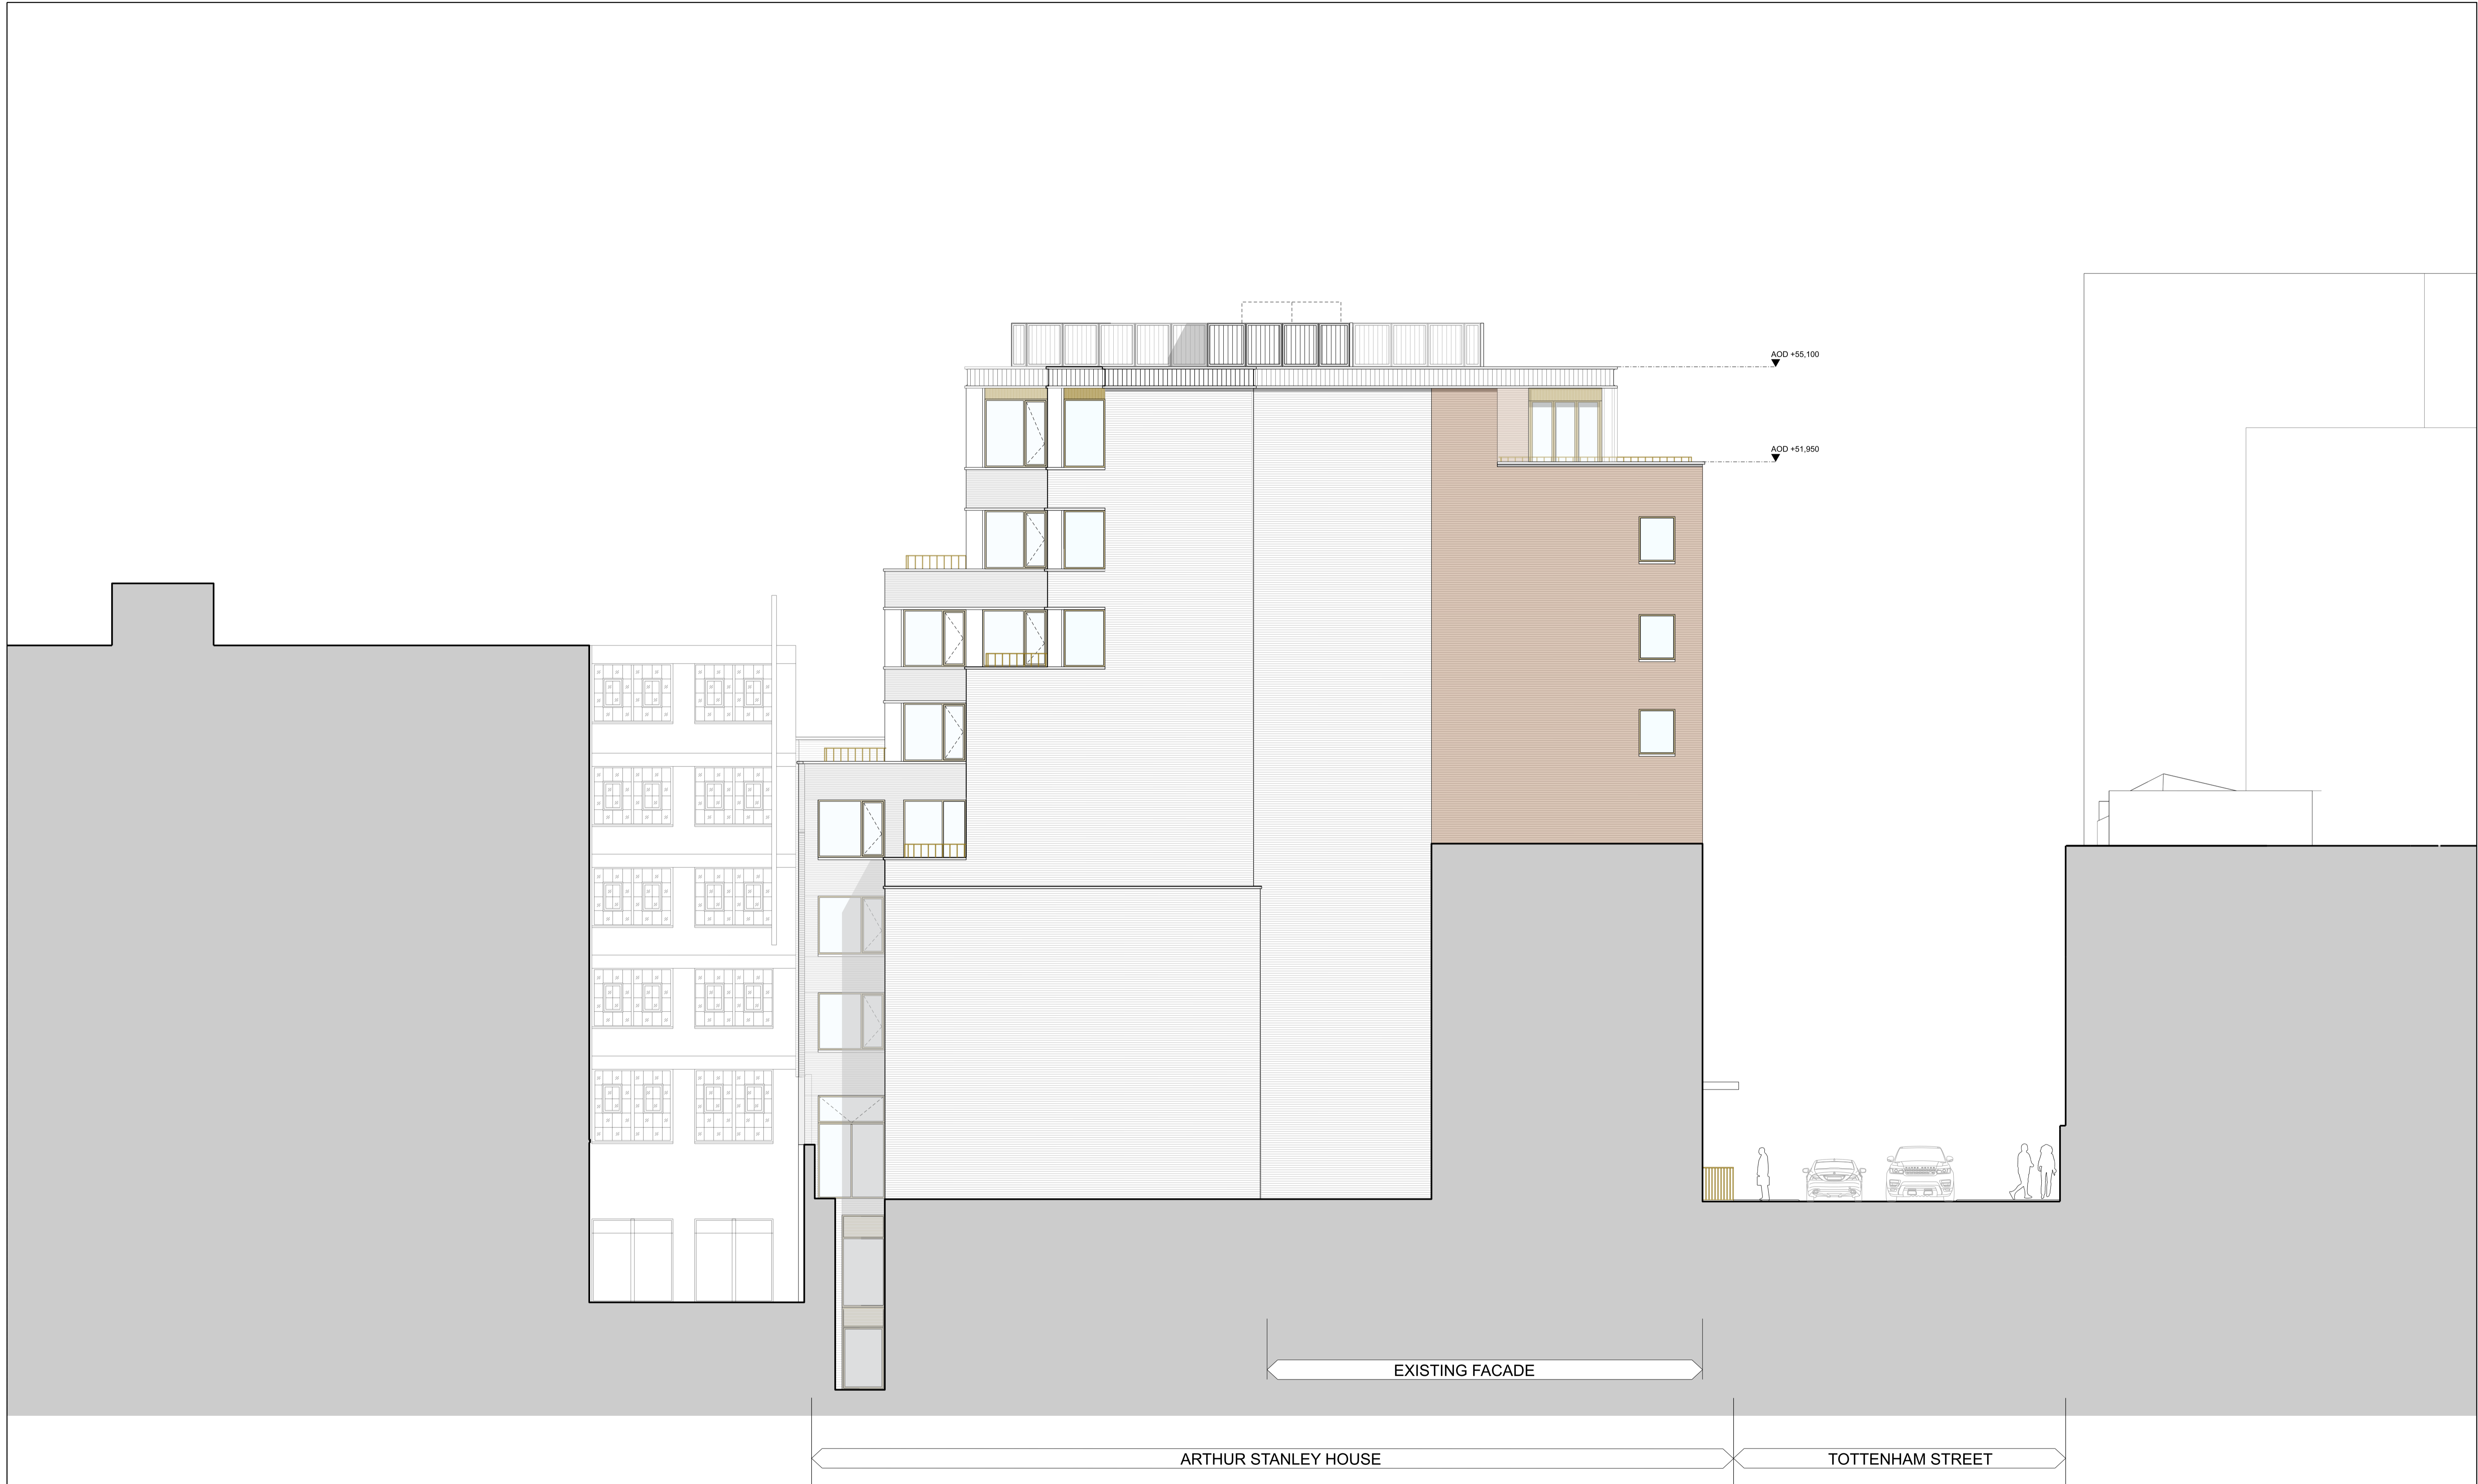 AOD +55,100
AOD +51,950
EXISTING FACADE
ARTHUR STANLEY HOUSE
TOTTENHAM STREET